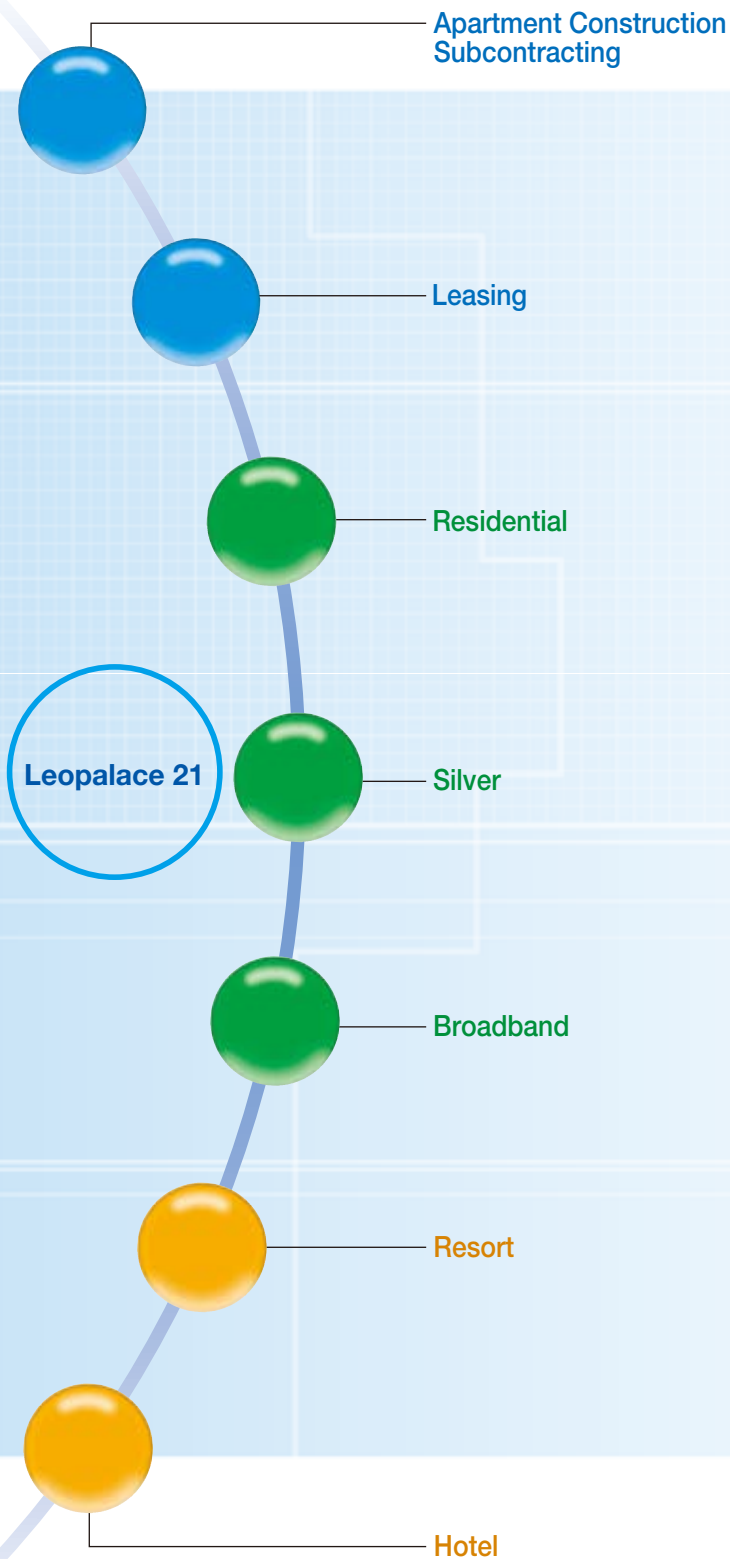 Apartment Construction
Subcontracting
Leasing
Residential
Leopalace 21
Silver
Broadband
Resort
Hotel